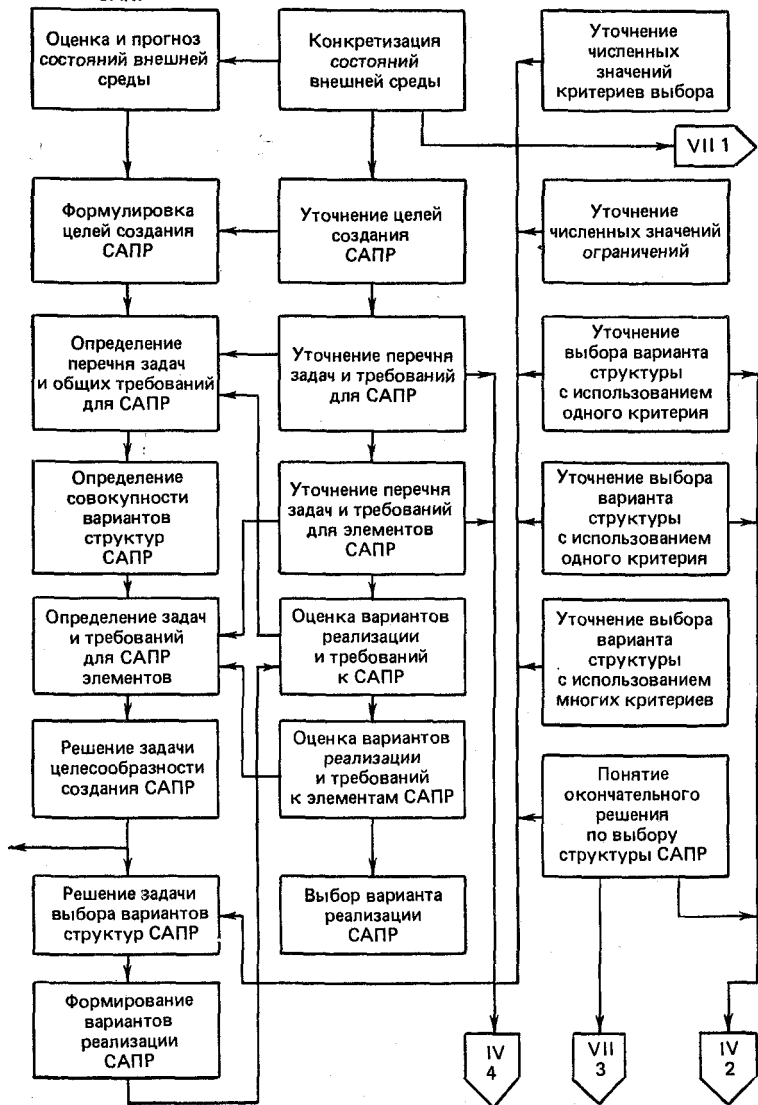 Оценка и прогноз
состояний внешней
среды
Формулировка
целей создания
САПР
Определение
перечня задач
и общих требований
для САПР
Определение
совокупности
вариантов
структур
САПР
Определение задач
и требований
для САПР
элементов
Решение задачи
целесообразности
создания САПР
Решение задачи
выбора вариантов
структур САПР
Формирование
вариантов
реализации
САПР
Конкретизация
состояний
внешней среды
Уточнение целей
создания
САПР
Уточнение перечня
задач и требований
для САПР
Уточнение перечня
задач и требований
для элементов
САПР
Оценка вариантов
реализации
и требований
к САПР
Оценка вариантов
реализации
и требований
к элементам САПР
Выбор варианта
реализации
САПР
Уточнение
численных
значений
критериев выбора
VII 1
Уточнение
численных значений
ограничений
Уточнение
выбора варианта
структуры
с использованием
одного критерия
Уточнение выбора
варианта
структуры
с использованием
одного критерия
Уточнение выбора
варианта
структуры
с использованием
многих критериев
Понятие
окончательного
решения
по выбору
структуры САПР
IV
4
VII
3
IV
2